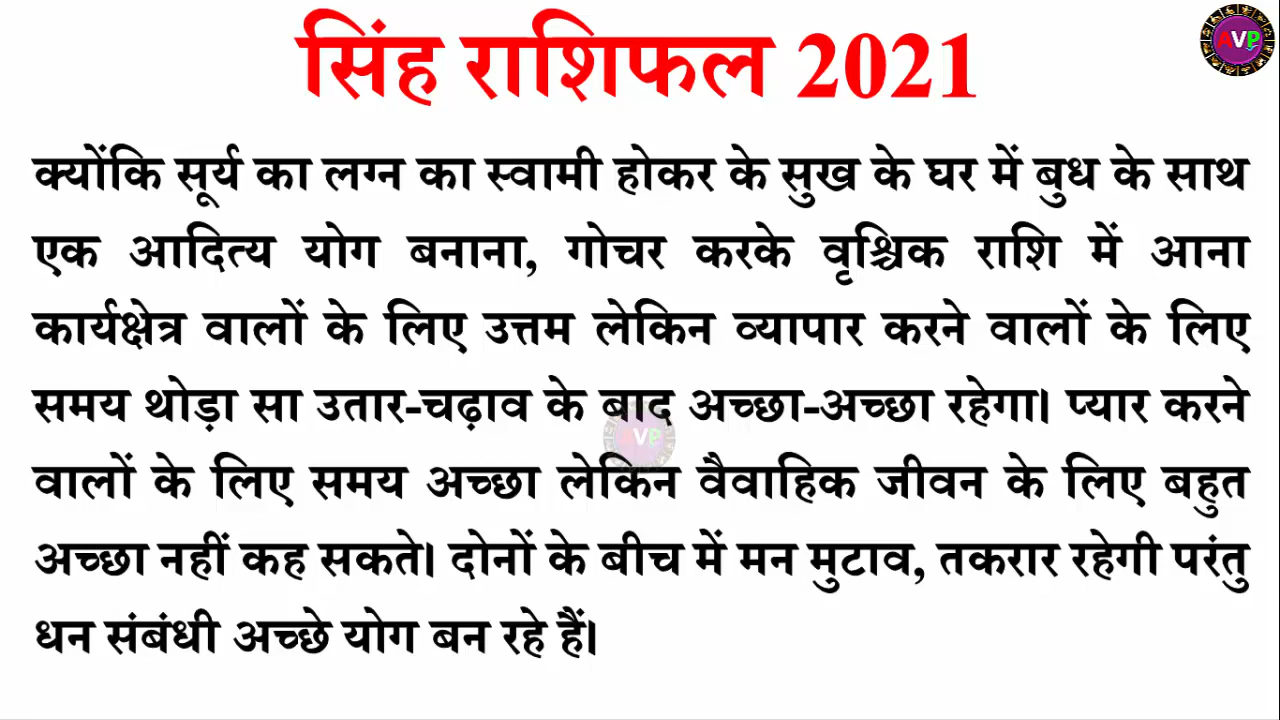 सिंह राशिफल 2021
AVP
क्योंकि सूर्य का लग्न का स्वामी होकर के सुख के घर में बुध के साथ
एक आदित्य योग बनाना, गोचर करके वृश्चिक राशि में आना
कार्यक्षेत्र वालों के लिए उत्तम लेकिन व्यापार करने वालों के लिए
समय थोड़ा सा उतार-चढ़ाव के बाद अच्छा-अच्छा रहेगा। प्यार करने
AVP
वालों के लिए समय अच्छा लेकिन वैवाहिक जीवन के लिए बहुत
अच्छा नहीं कह सकते। दोनों के बीच में मन मुटाव, तकरार रहेगी परंतु
धन संबंधी अच्छे योग बन रहे हैं।